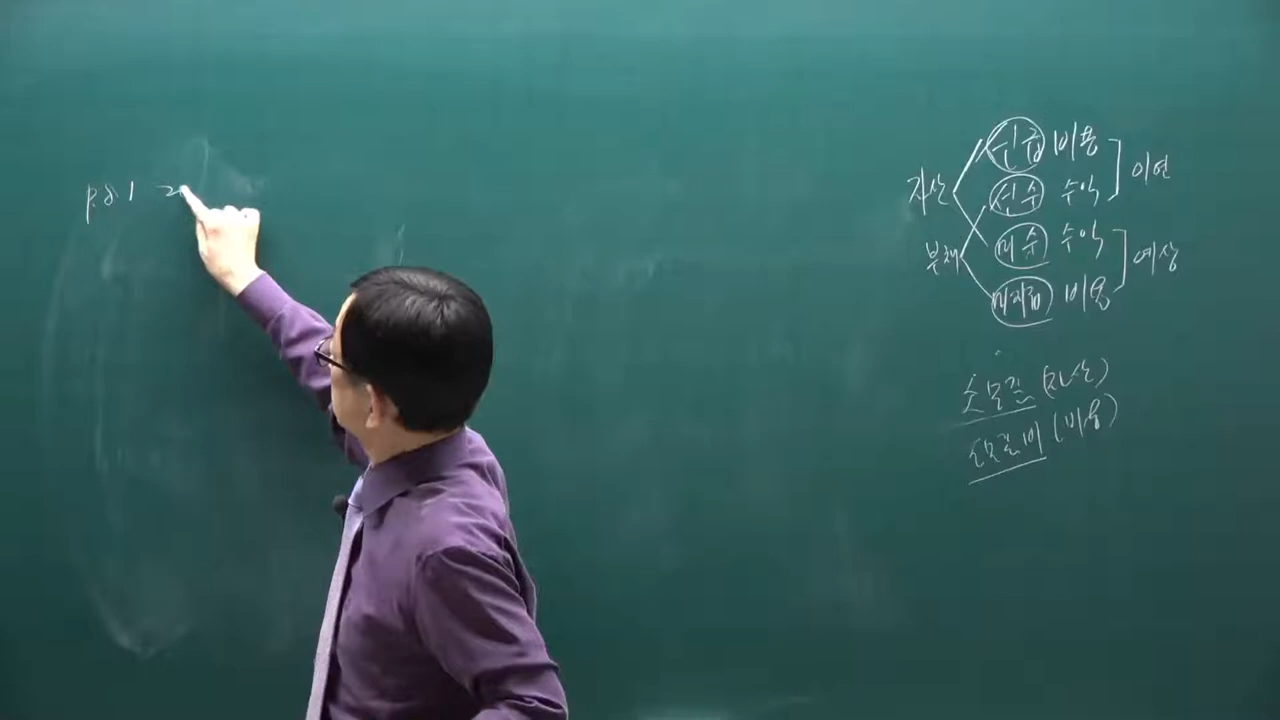 p.81 20
선급 비용
자산 선수 수익 이연
부채 미수 수익 예상
미지급 비용
소모품 (자산)
소모품비 (비용)